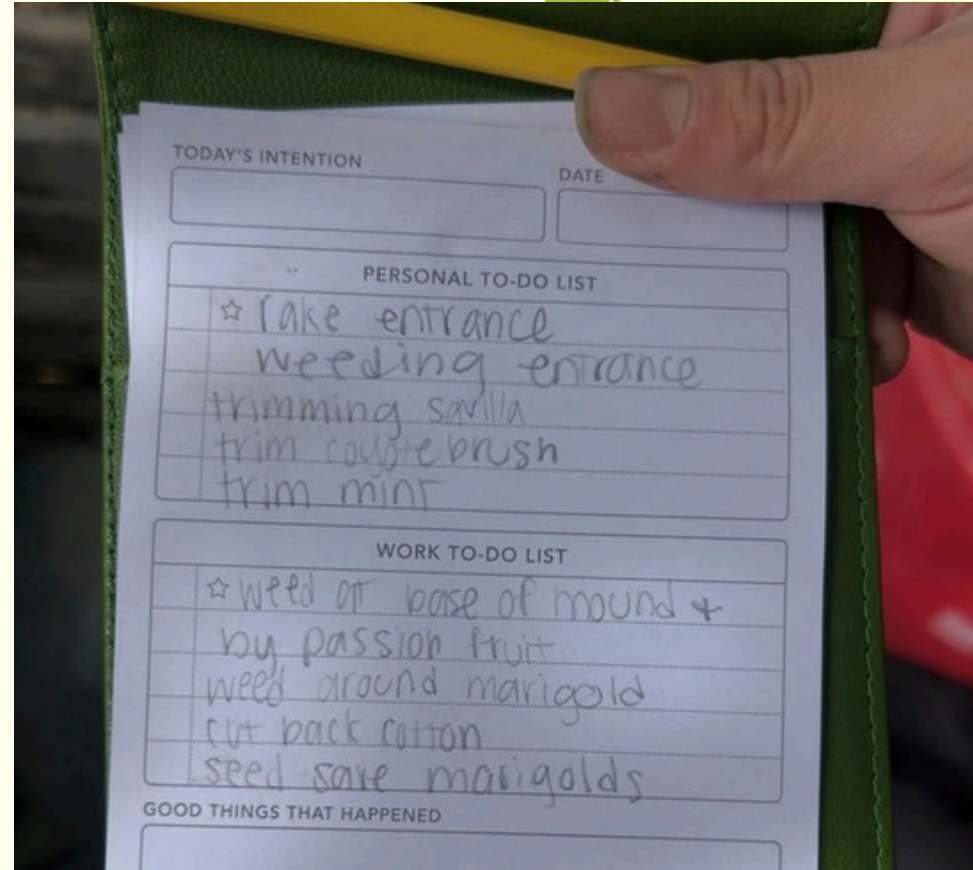 TODAY'S INTENTION
DATE
PERSONAL TO-DO LIST
☆ rake entrance
weeding entrance
trimming savilla
trim coyotebrush
trim mint
WORK TO-DO LIST
☆ weed at base of mound +
by passion fruit
weed around marigold
cut back cotton
seed save marigolds
GOOD THINGS THAT HAPPENED